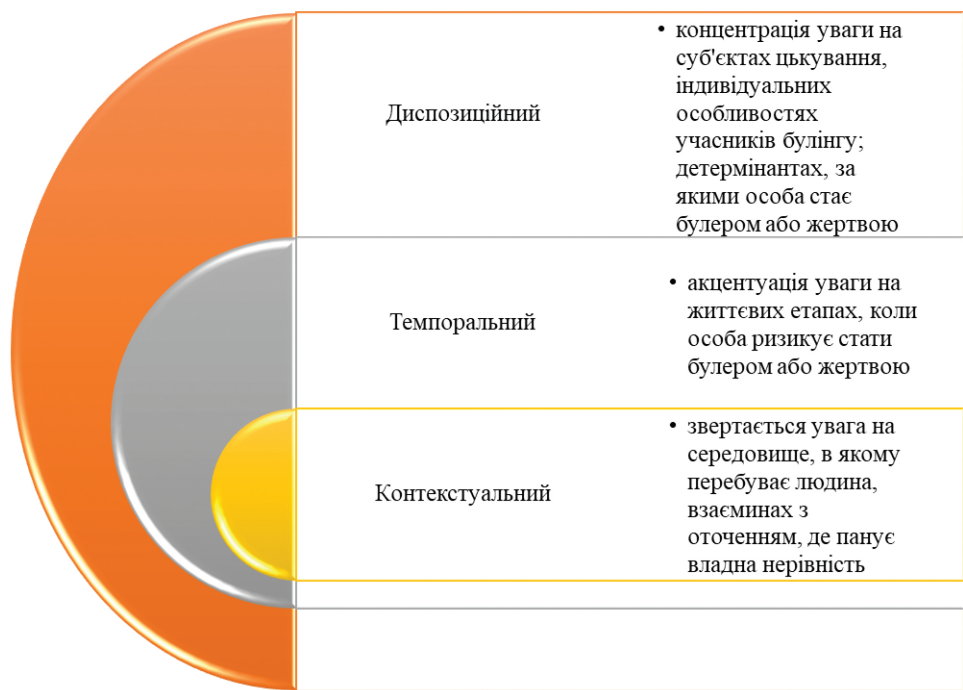 Диспозиційний
• концентрація уваги на
суб'єктах цькування,
індивідуальних
особливостях
учасників булінгу;
детермінантах, за
якими особа стає
булером або жертвою
Темпоральний
• акцентуація уваги на
життєвих етапах, коли
особа ризикує стати
булером або жертвою
Контекстуальний
• звертається увага на
середовище, в якому
перебуває людина,
взаєминах з
оточенням, де панує
владна нерівність